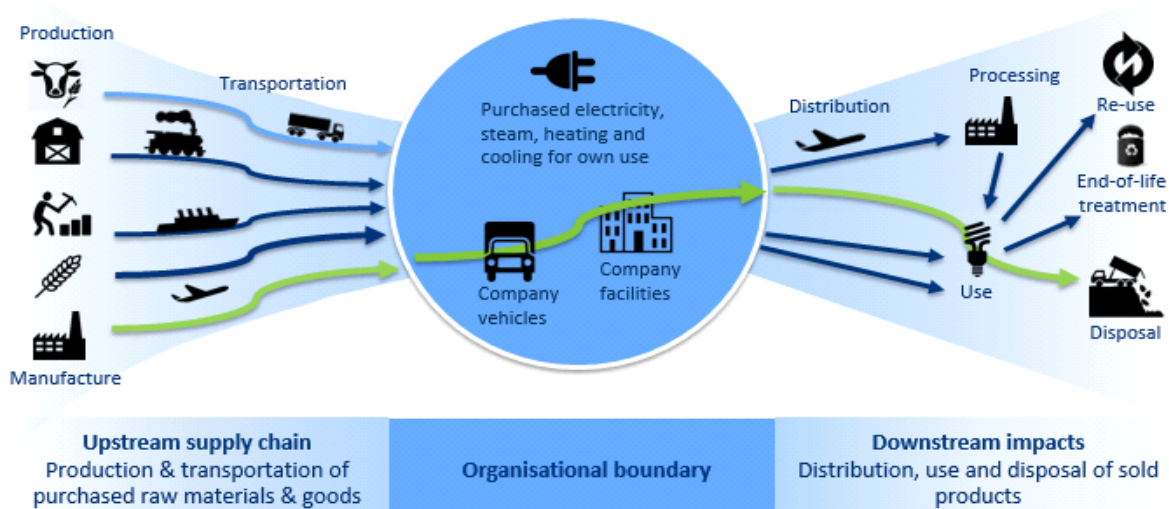 Production
Transportation
Manufacture
Purchased electricity,
steam, heating and
cooling for own use
Company
vehicles
Company
facilities
Distribution
Processing
Re-use
End-of-life
treatment
Use
Disposal
Upstream supply chain
Production & transportation of
purchased raw materials & goods
Organisational boundary
Downstream impacts
Distribution, use and disposal of sold
products